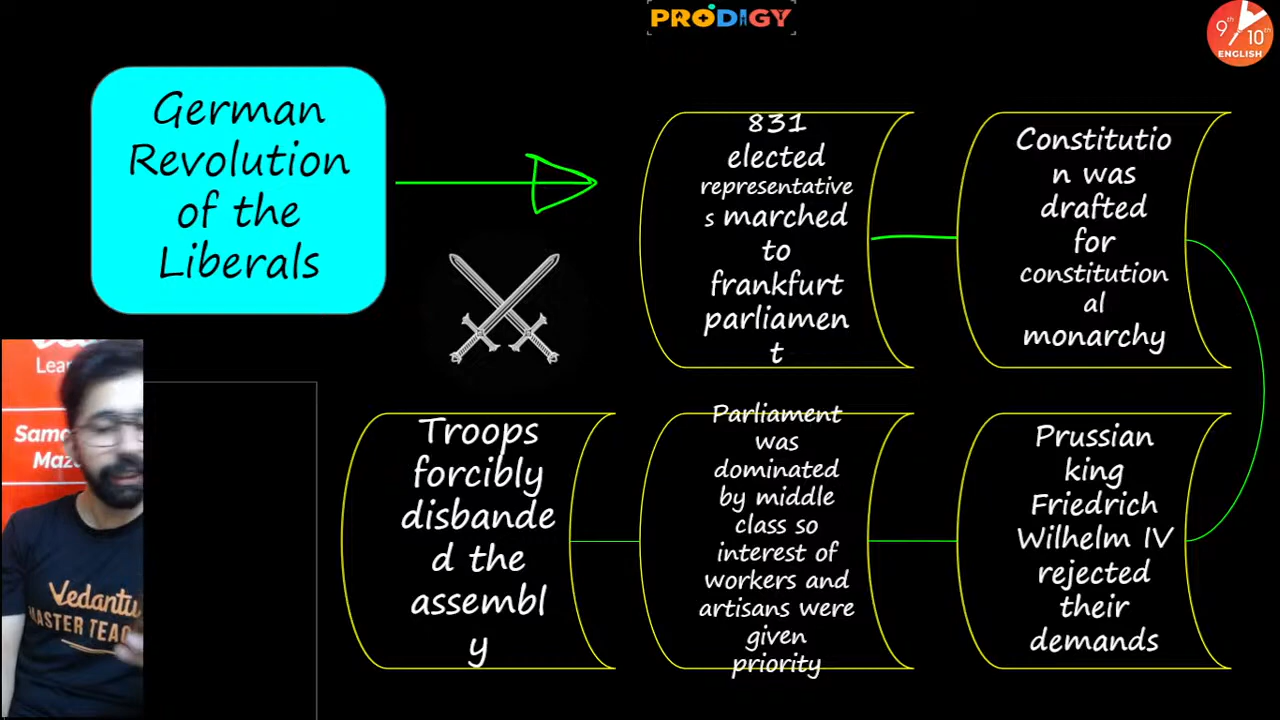 PRODIGY
9th 10th
ENGLISH
German
Revolution
of the
Liberals
831
elected
representative
s marched
to
frankfurt
parliamen
t
Constitutio
n was
drafted
for
constitution
al
monarchy
Prussian
king
Friedrich
Wilhelm IV
rejected
their
demands
Parliament
was
dominated
by middle
class so
interest of
workers and
artisans were
given
priority
Troops
forcibly
disbande
d the
assembl
y
Vedantu
MASTER